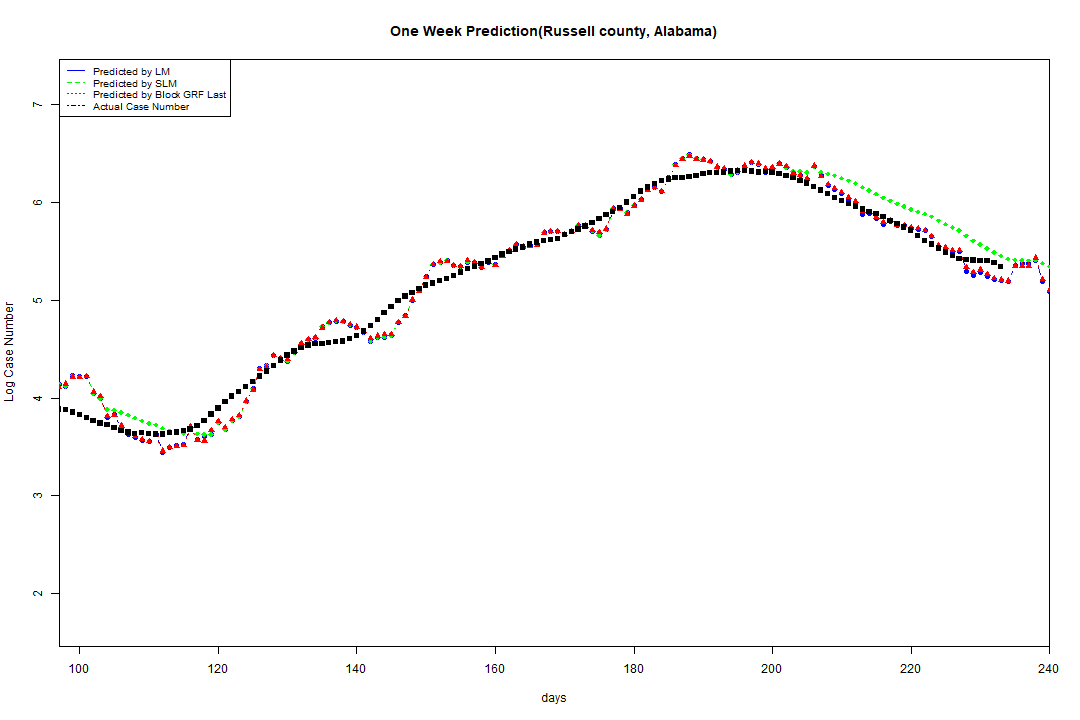 One Week Prediction(Russell county, Alabama)
Predicted by LM
Predicted by SLM
Predicted by Block GRF Last
Actual Case Number
7
6
5
4
3
2
Log Case Number
100 120 140 160 180 200 220 240
days